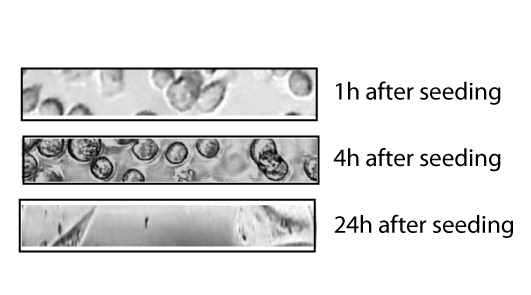 1h after seeding
4h after seeding
24h after seeding